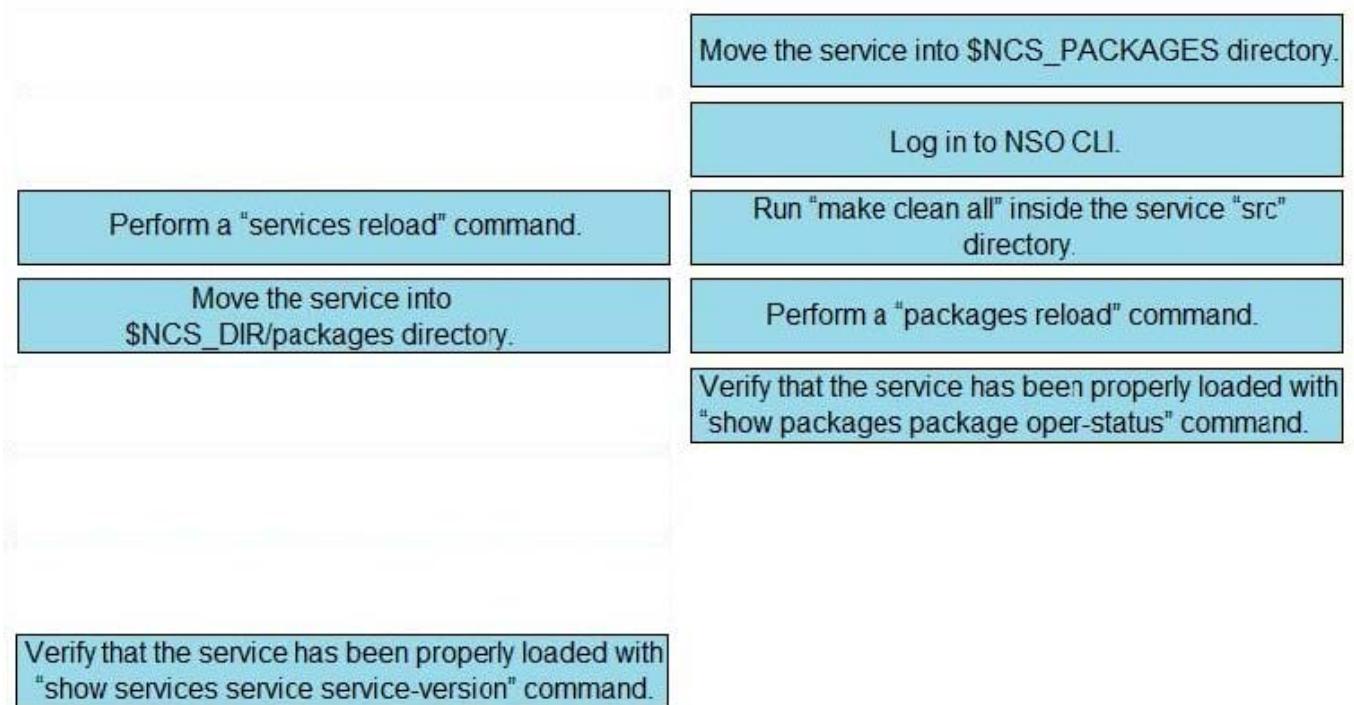 Move the service into $NCS_PACKAGES directory.
Log in to NSO CLI.
Perform a "services reload" command.
Run "make clean all" inside the service "src"
directory.
Move the service into
$NCS_DIR/packages directory.
Perform a "packages reload" command.
Verify that the service has been properly loaded with
"show packages package oper-status" command.
Verify that the service has been properly loaded with
"show services service service-version" command.